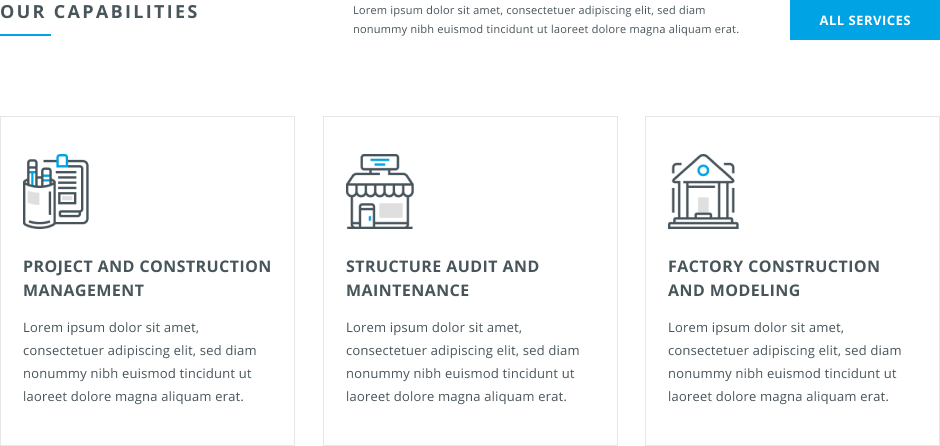 OUR CAPABILITIES
Lorem ipsum dolor sit amet, consectetuer adipiscing elit, sed diam
nonummy nibh euismod tincidunt ut laoreet dolore magna aliquam erat.
ALL SERVICES
PROJECT AND CONSTRUCTION
MANAGEMENT
Lorem ipsum dolor sit amet,
consectetuer adipiscing elit, sed diam
nonummy nibh euismod tincidunt ut
laoreet dolore magna aliquam erat.
STRUCTURE AUDIT AND
MAINTENANCE
Lorem ipsum dolor sit amet,
consectetuer adipiscing elit, sed diam
nonummy nibh euismod tincidunt ut
laoreet dolore magna aliquam erat.
FACTORY CONSTRUCTION
AND MODELING
Lorem ipsum dolor sit amet,
consectetuer adipiscing elit, sed diam
nonummy nibh euismod tincidunt ut
laoreet dolore magna aliquam erat.